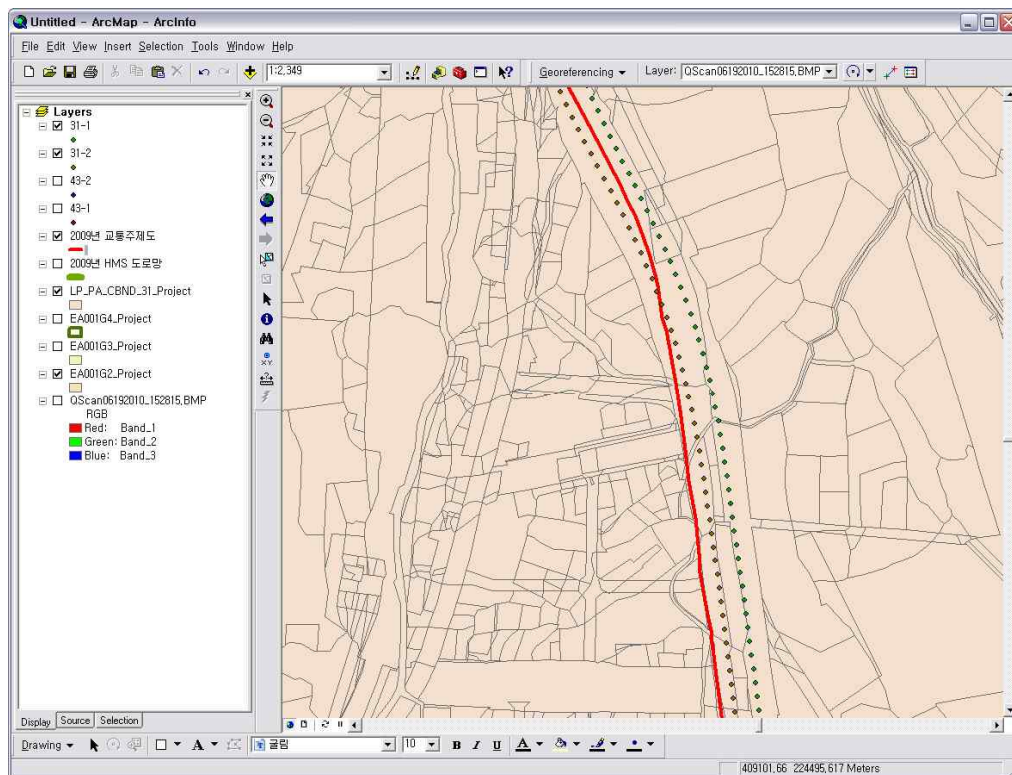 Untitled - ArcMap - ArcInfo
File Edit View Insert Selection Tools Window Help
1:2,349
Georeferencing
Layer: QScan06192010_152815.BMP
Layers
31-1
31-2
43-2
43-1
2009년 교통주제도
2009년 HMS 도로망
LP_PA_CBND_31_Project
EA001G4_Project
EA001G3_Project
EA001G2_Project
QScan06192010_152815.BMP
RGB
Red: Band_1
Green: Band_2
Blue: Band_3
Display Source Selection
Drawing A 굴림 10 B I U A
409101.66 224495.617 Meters